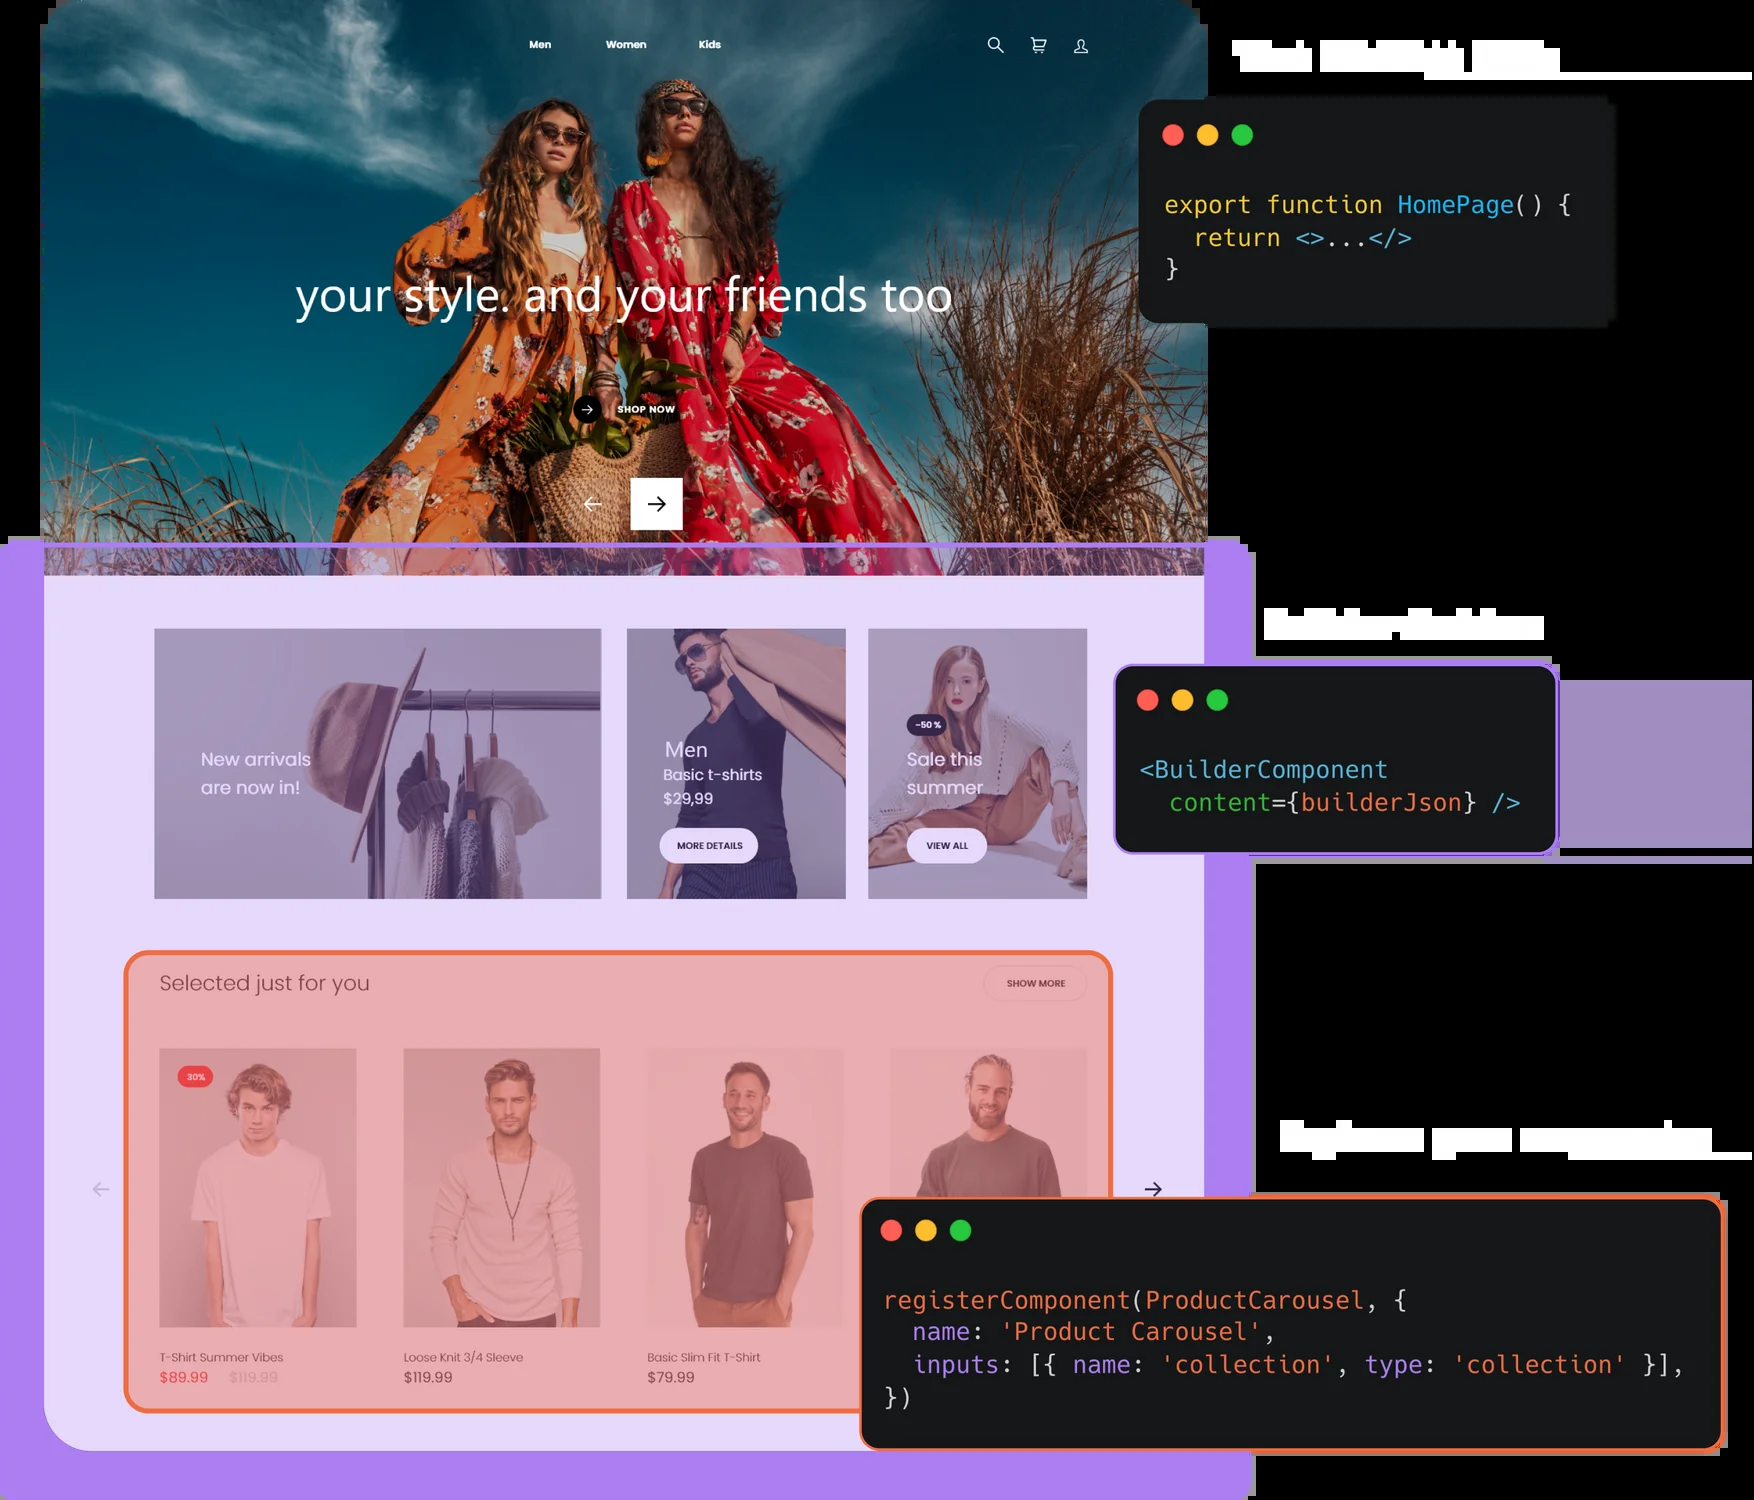 Men Women Kids
export function HomePage() {
return <>...</>
}
your style. and your friends too
SHOP NOW
New arrivals
are now in!
Men
Basic t-shirts
$29,99
MORE DETAILS
-50%
Sale this
summer
VIEW ALL
<BuilderComponent
content={builderJson} />
Selected just for you
SHOW MORE
30%
T-Shirt Summer Vibes
$89.99 $119.99
Loose Knit 3/4 Sleeve
$119.99
Basic Slim Fit T-Shirt
$79.99
registerComponent(ProductCarousel, {
name: 'Product Carousel',
inputs: [{ name: 'collection', type: 'collection' }],
})